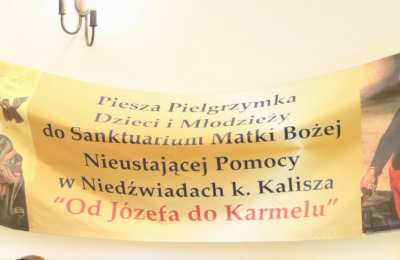 Piesza Pielgrzymka
Dzieci i Młodzieży
do Sanktuarium Matki Bożej
Nieustającej Pomocy
w Niedźwiadach k. Kalisza
"Od Józefa do Karmelu"